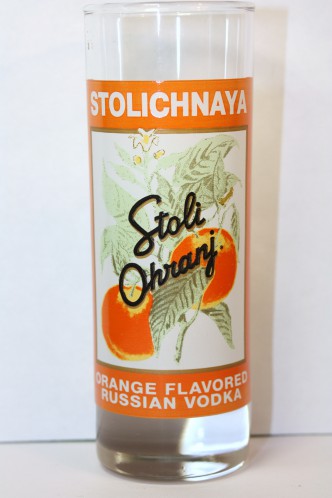 STOLICHNAYA
Stoli
Ohranj.
ORANGE FLAVORED
RUSSIAN VODKA